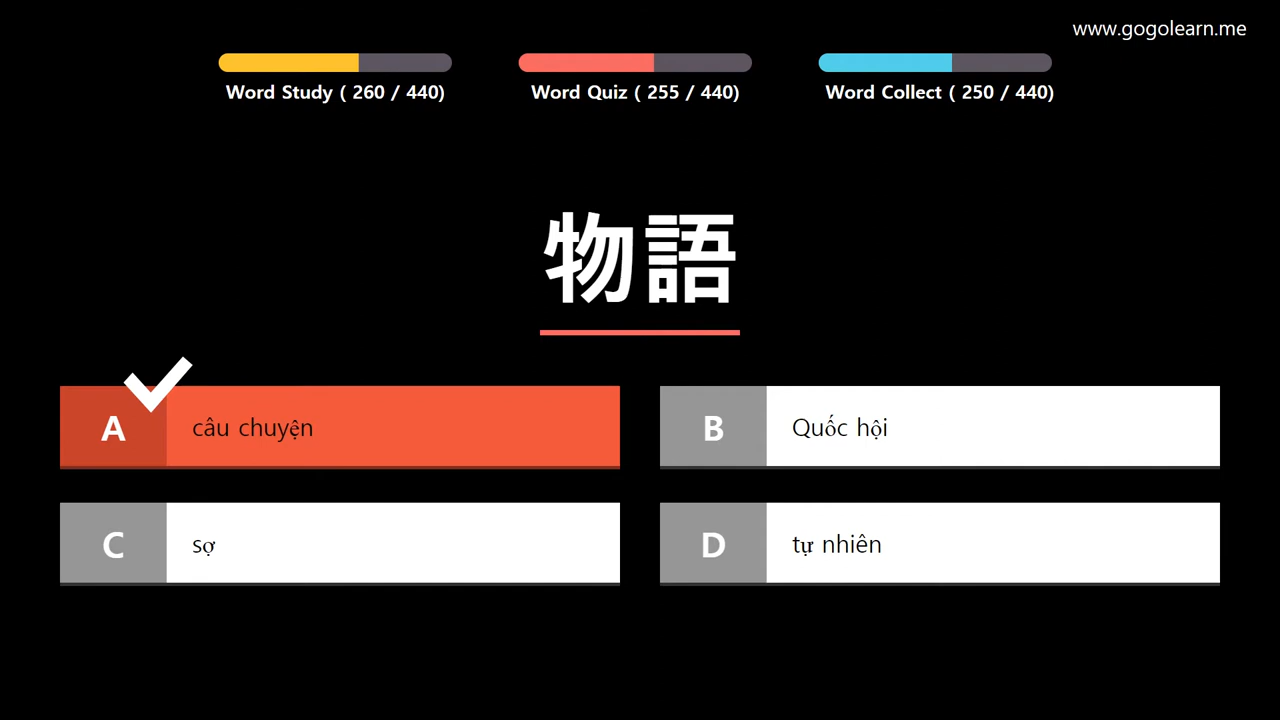 www.gogolearn.me
Word Study ( 260 / 440)
Word Quiz ( 255 / 440)
Word Collect ( 250 / 440)
物語
A câu chuyện
B Quốc hội
C sợ
D tự nhiên